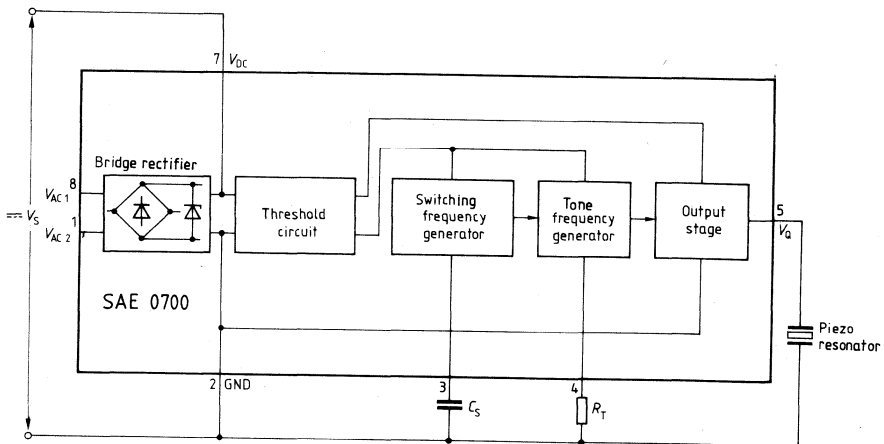 7 V_DC
Bridge rectifier
8
V_AC 1
1
V_AC 2
V_S
Threshold
circuit
Switching
frequency
generator
Tone
frequency
generator
Output
stage
5
V_Q
SAE 0700
Piezo
resonator
2 GND
3
4
C_S
R_T